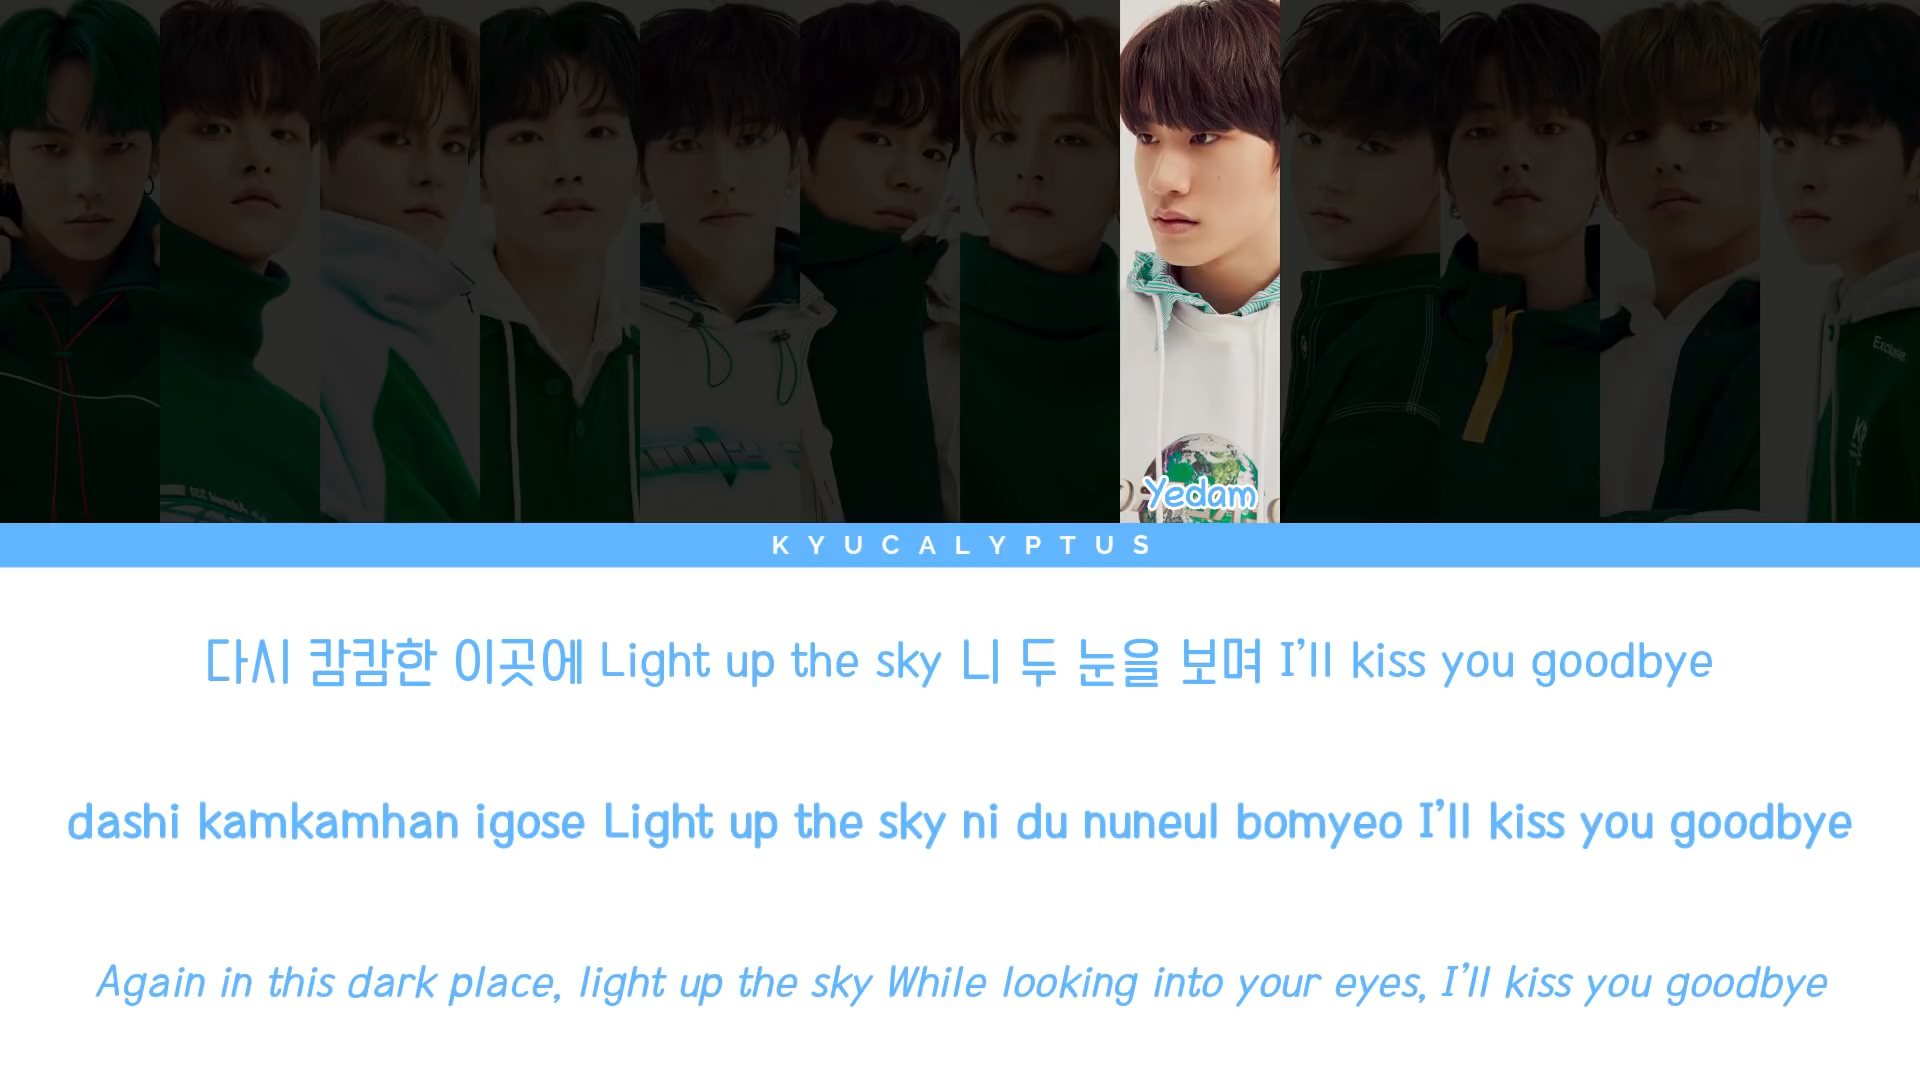 Exclusive
Yedam
KYUCALYPTUS
다시 캄캄한 이곳에 Light up the sky 니 두 눈을 보며 I’ll kiss you goodbye
dashi kamkamhan igose Light up the sky ni du nuneul bomyeo I’ll kiss you goodbye
Again in this dark place, light up the sky While looking into your eyes, I’ll kiss you goodbye